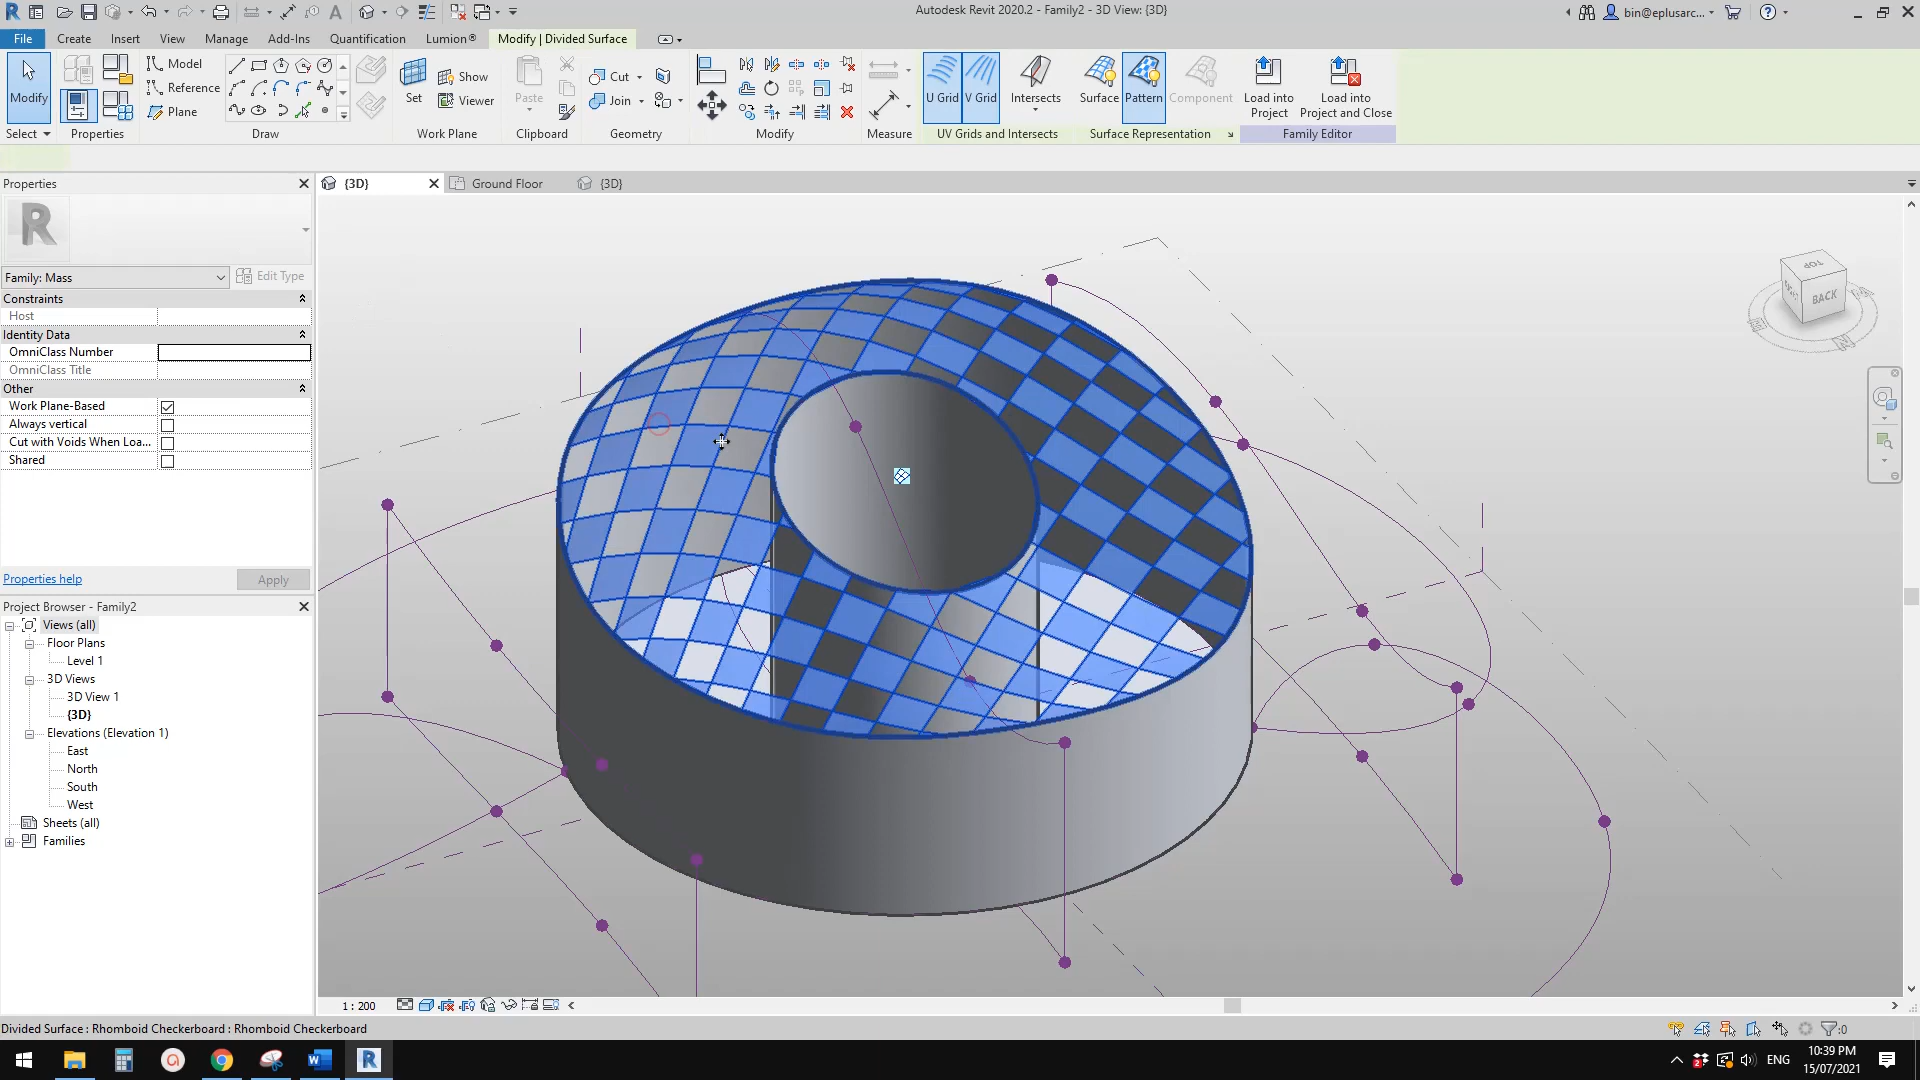 Autodesk Revit 2020.2 - Family2 - 3D View: {3D}
bin@eplusarc...
File
Create
Insert
View
Manage
Add-Ins
Quantification
Lumion®
Modify | Divided Surface
Modify
Select
Properties
Model
Reference
Plane
Draw
Set
Show
Viewer
Work Plane
Paste
Clipboard
Cut
Join
Geometry
Modify
Measure
U Grid
V Grid
Intersects
UV Grids and Intersects
Surface
Pattern
Component
Surface Representation
Load into
Project
Load into
Project and Close
Family Editor
Properties
{3D}
Ground Floor
{3D}
Family: Mass
Edit Type
Constraints
Host
Identity Data
OmniClass Number
OmniClass Title
Other
Work Plane-Based
Always vertical
Cut with Voids When Loa...
Shared
Properties help
Apply
Project Browser - Family2
Views (all)
Floor Plans
Level 1
3D Views
3D View 1
{3D}
Elevations (Elevation 1)
East
North
South
West
Sheets (all)
Families
TOP
BACK
1 : 200
Divided Surface : Rhomboid Checkerboard : Rhomboid Checkerboard
:0
ENG
10:39 PM
15/07/2021